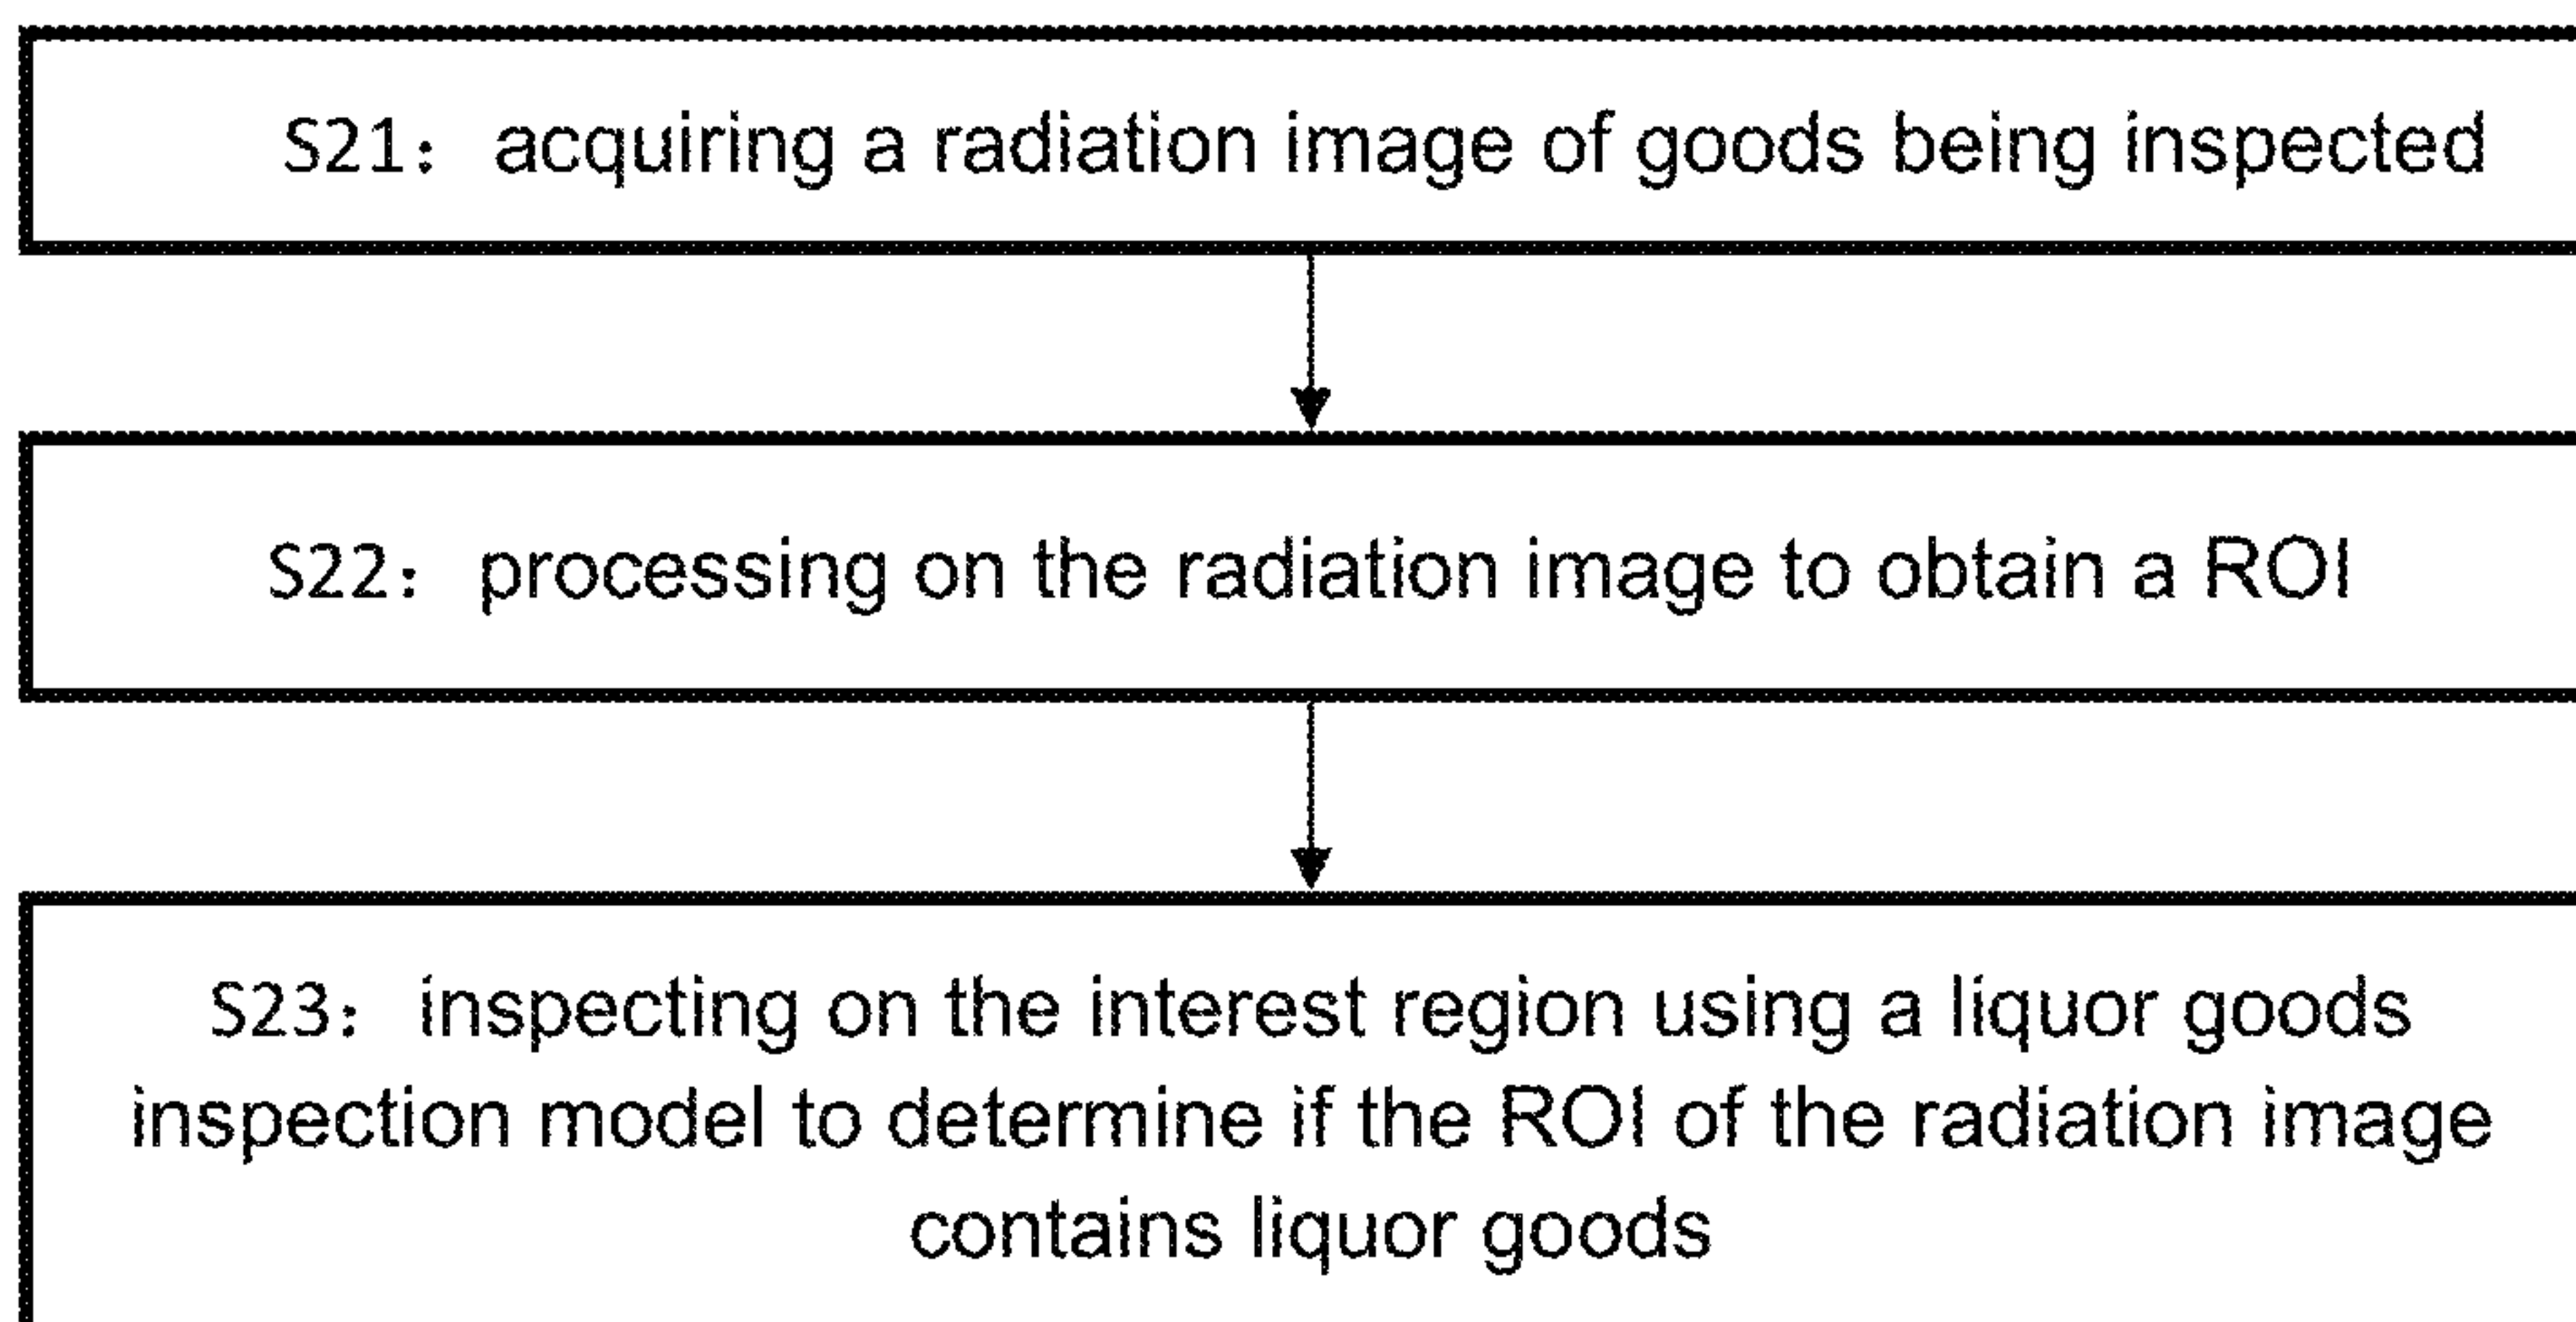 S21: acquiring a radiation image of goods being inspected
S22: processing on the radiation image to obtain a ROI
S23: inspecting on the interest region using a liquor goods
inspection model to determine if the ROI of the radiation image
contains liquor goods